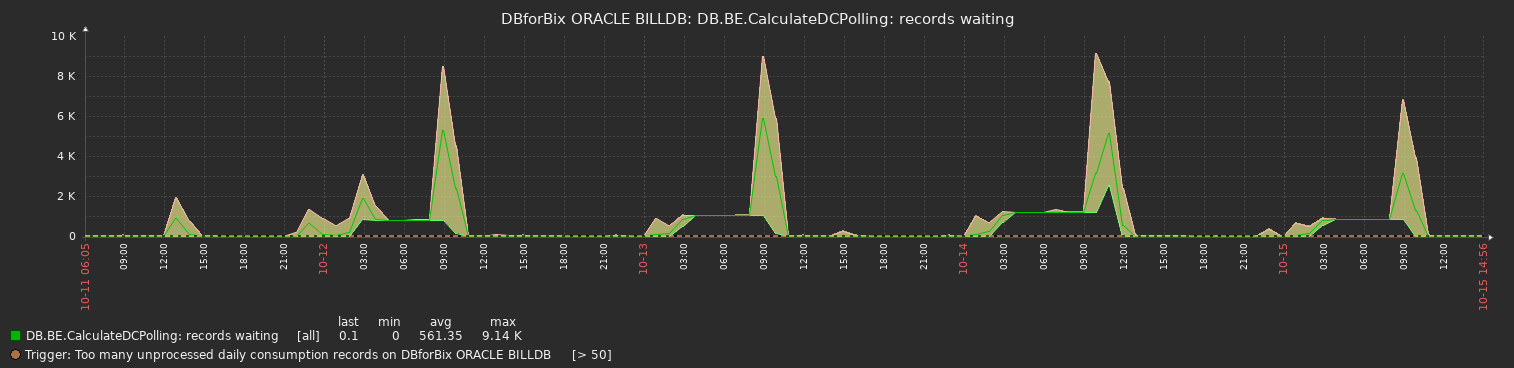 DBforBix ORACLE BILLDB: DB.BE.CalculateDCPolling: records waiting
10 K
8 K
6 K
4 K
2 K
0
10-11 06:05 09:00 12:00 15:00 18:00 21:00 10-12 03:00 06:00 09:00 12:00 15:00 18:00 21:00 10-13 03:00 06:00 09:00 12:00 15:00 18:00 21:00 10-14 03:00 06:00 09:00 12:00 15:00 18:00 21:00 10-15 03:00 06:00 09:00 12:00 10-15 14:56
last min avg max
DB.BE.CalculateDCPolling: records waiting [all] 0.1 0 561.35 9.14 K
Trigger: Too many unprocessed daily consumption records on DBforBix ORACLE BILLDB [> 50]